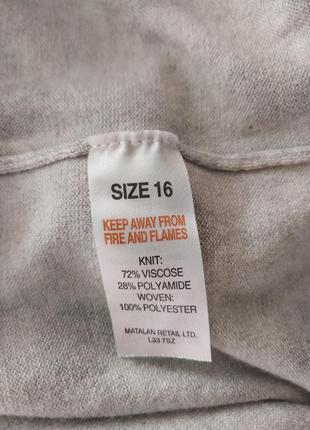 SIZE 16
KEEP AWAY FROM
FIRE AND FLAMES
KNIT:
72% VISCOSE
28% POLYAMIDE
WOVEN:
100% POLYESTER
MATALAN RETAIL LTD.
L33 7SZ